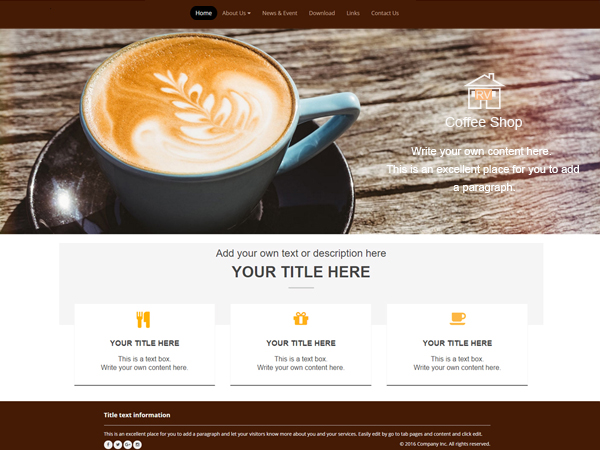 Home About Us News & Event Download Links Contact Us
RV
Coffee Shop
Write your own content here.
This is an excellent place for you to add
a paragraph.
Add your own text or description here
YOUR TITLE HERE
YOUR TITLE HERE YOUR TITLE HERE YOUR TITLE HERE
This is a text box. This is a text box. This is a text box.
Write your own content here. Write your own content here. Write your own content here.
Title text information
This is an excellent place for you to add a paragraph and let your visitors know more about you and your services. Easily edit by go to tab pages and content and click edit.
© 2016 Company Inc. All rights reserved.